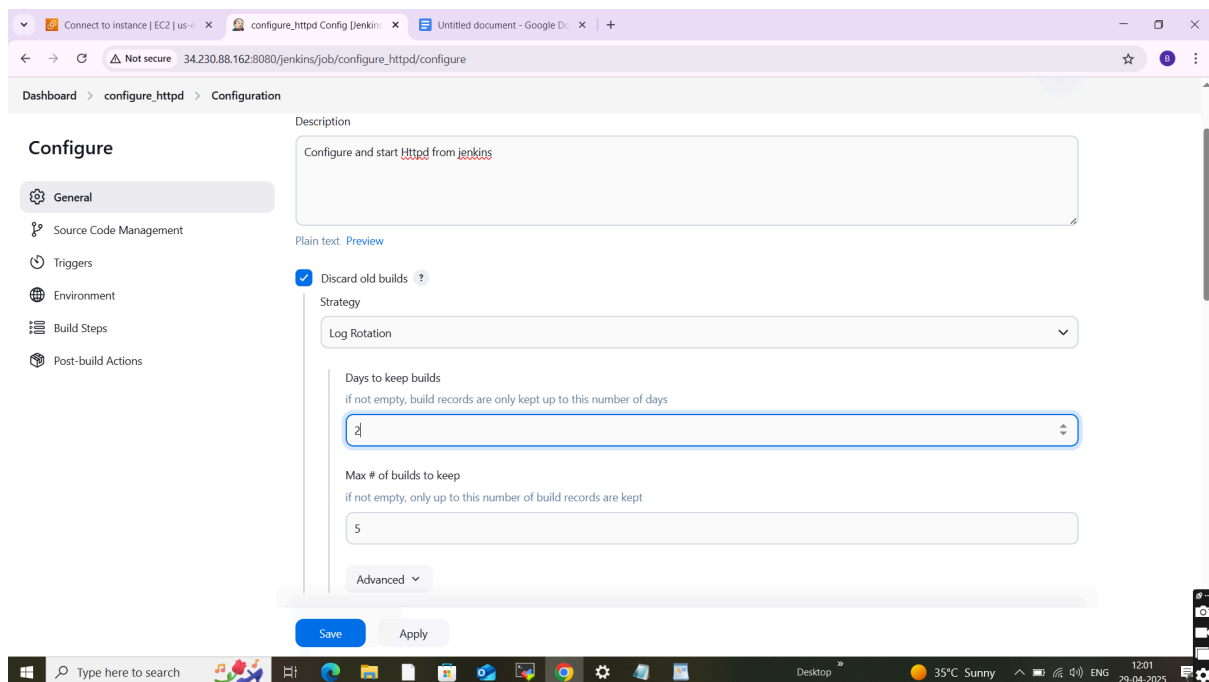 Connect to instance | EC2 | us-e
configure_httpd Config [Jenkins
Untitled document - Google Do
Not secure 34.230.88.162:8080/jenkins/job/configure_httpd/configure
B
Dashboard > configure_httpd > Configuration
Configure
General
Source Code Management
Triggers
Environment
Build Steps
Post-build Actions
Description
Configure and start Httpd from jenkins
Plain text Preview
Discard old builds ?
Strategy
Log Rotation
Days to keep builds
if not empty, build records are only kept up to this number of days
2
Max # of builds to keep
if not empty, only up to this number of build records are kept
5
Advanced
Save Apply
Type here to search
Desktop
35°C Sunny
ENG
12:01
29-04-2025